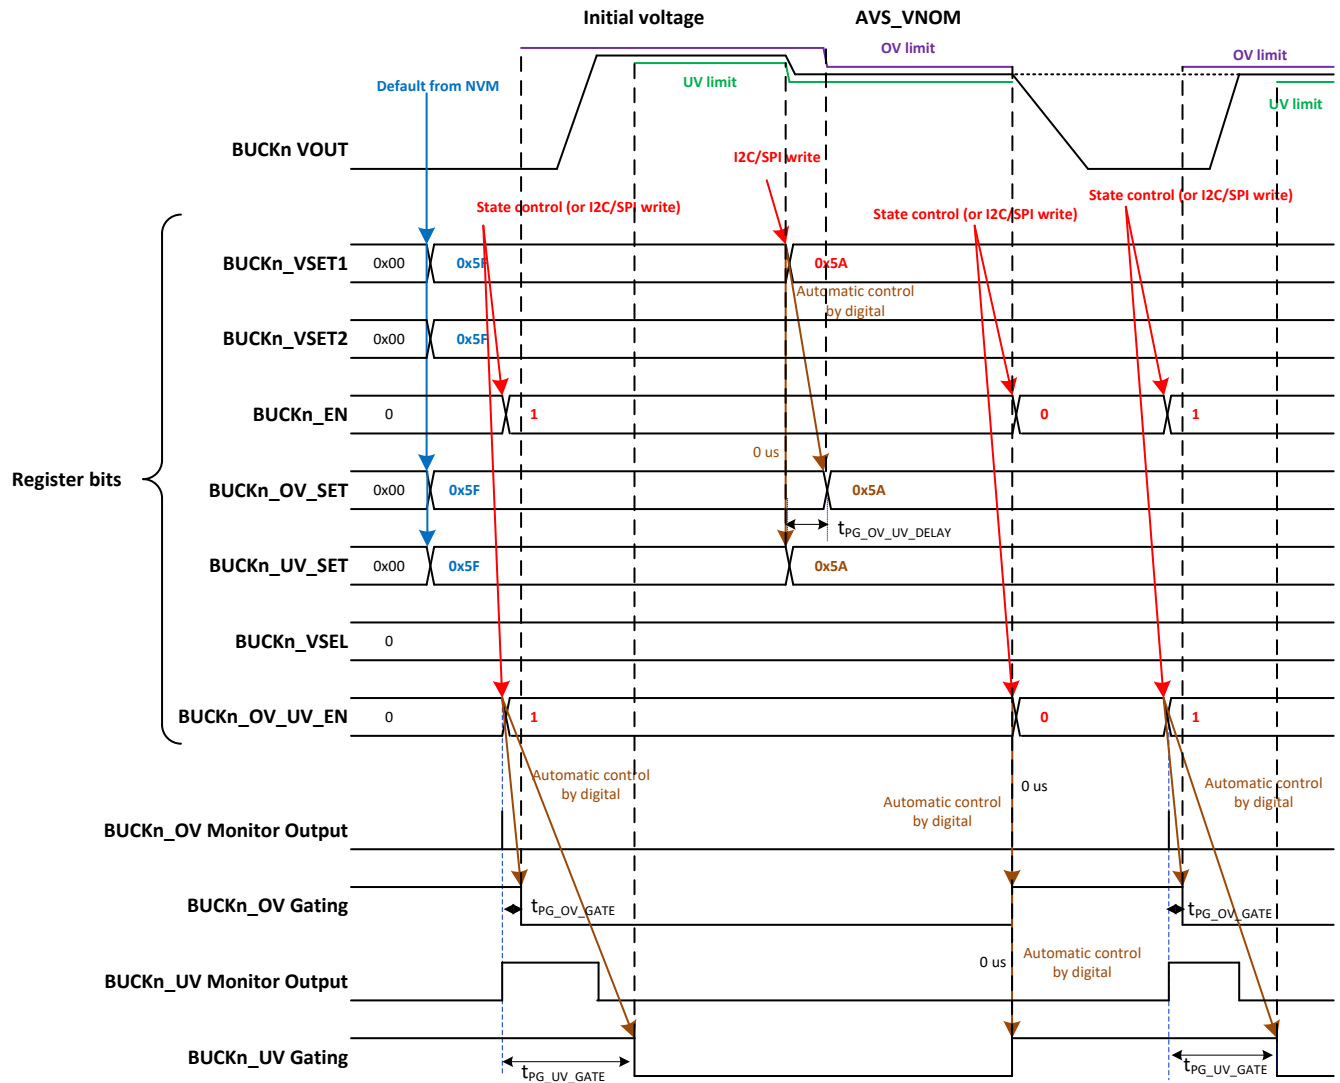 Initial voltage
AVS_VNOM
OV limit
OV limit
UV limit
UV limit
Default from NVM
BUCKn VOUT
I2C/SPI write
State control (or I2C/SPI write)
State control (or I2C/SPI write)
State control (or I2C/SPI write)
BUCKn_VSET1
0x00
0x5F
0x5A
Automatic control
by digital
BUCKn_VSET2
0x00
0x5F
BUCKn_EN
0
1
0
1
0 us
Register bits
BUCKn_OV_SET
0x00
0x5F
0x5A
tPG_OV_UV_DELAY
BUCKn_UV_SET
0x00
0x5F
0x5A
BUCKn_VSEL
0
BUCKn_OV_UV_EN
0
1
0
1
Automatic control
by digital
0 us
Automatic control
by digital
Automatic control
by digital
BUCKn_OV Monitor Output
BUCKn_OV Gating
tPG_OV_GATE
tPG_OV_GATE
0 us
Automatic control
by digital
BUCKn_UV Monitor Output
BUCKn_UV Gating
tPG_UV_GATE
tPG_UV_GATE